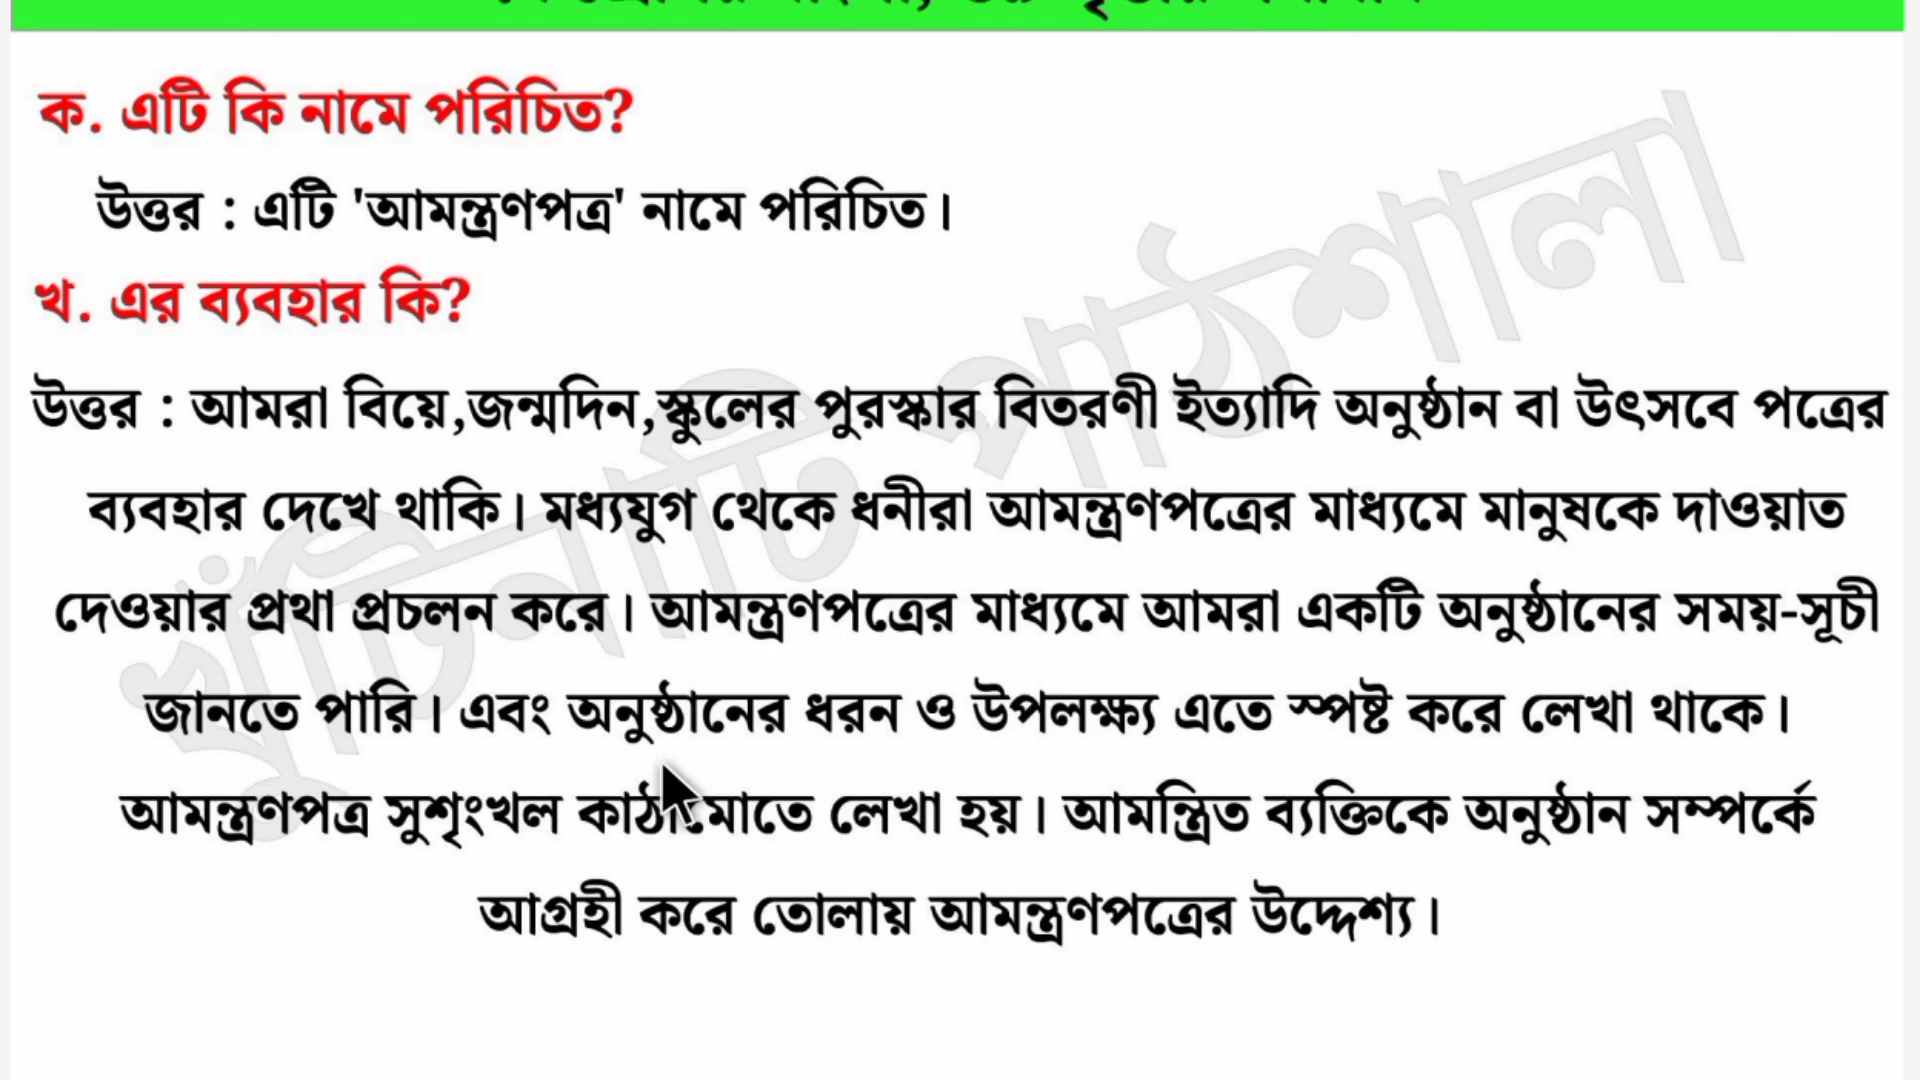 ক. এটি কি নামে পরিচিত?
উত্তর : এটি 'আমন্ত্রণপত্র' নামে পরিচিত।
খ. এর ব্যবহার কি?
উত্তর : আমরা বিয়ে,জন্মদিন,স্কুলের পুরস্কার বিতরণী ইত্যাদি অনুষ্ঠান বা উৎসবে পত্রের
ব্যবহার দেখে থাকি। মধ্যযুগ থেকে ধনীরা আমন্ত্রণপত্রের মাধ্যমে মানুষকে দাওয়াত
দেওয়ার প্রথা প্রচলন করে। আমন্ত্রণপত্রের মাধ্যমে আমরা একটি অনুষ্ঠানের সময়-সূচী
জানতে পারি। এবং অনুষ্ঠানের ধরন ও উপলক্ষ্য এতে স্পষ্ট করে লেখা থাকে।
আমন্ত্রণপত্র সুশৃংখল কাঠামোতে লেখা হয়। আমন্ত্রিত ব্যক্তিকে অনুষ্ঠান সম্পর্কে
আগ্রহী করে তোলায় আমন্ত্রণপত্রের উদ্দেশ্য।
খুঁটিনাটি পাঠশালা